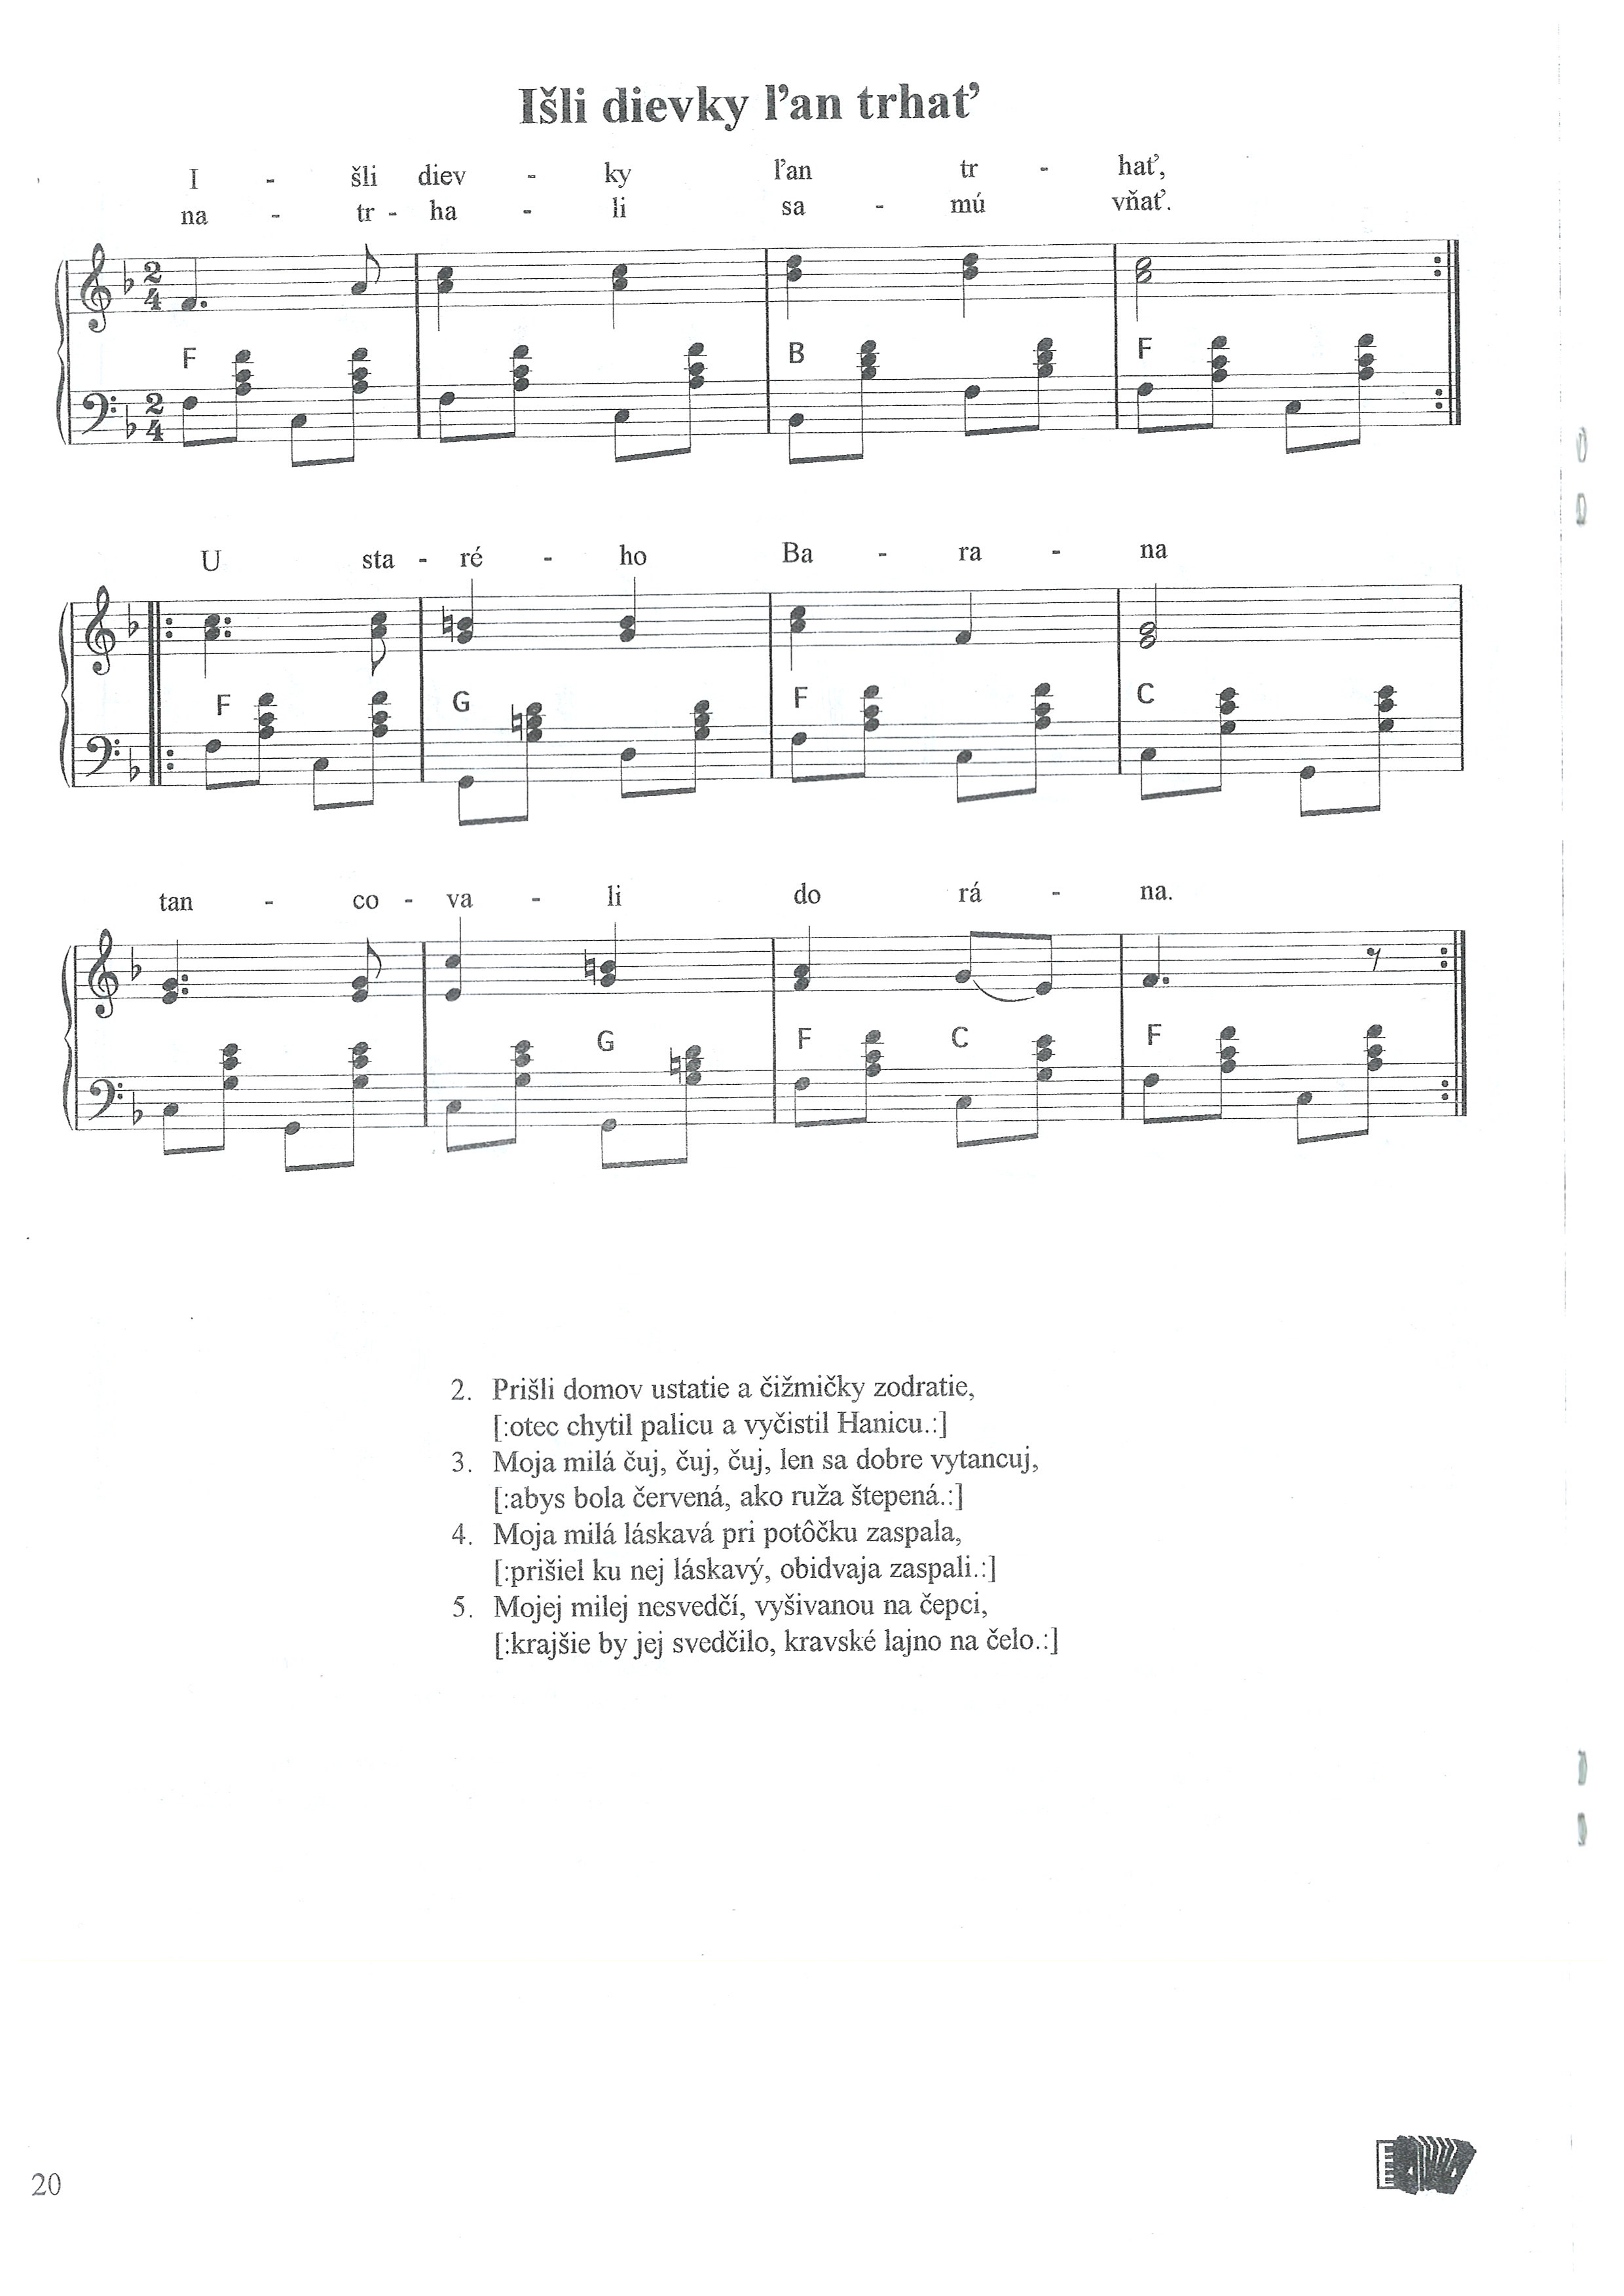 Išli dievky ľan trhať
I - šli diev - ky ľan tr - hať,
na - tr - ha - li sa - mú vňať.
2 4
F B F
2 4
U sta - ré - ho Ba - ra - na
F G F C
tan - co - va - li do rá - na.
G F C F
2. Prišli domov ustatie a čižmičky zodratie,
[:otec chytil palicu a vyčistil Hanicu.:]
3. Moja milá čuj, čuj, čuj, len sa dobre vytancuj,
[:abys bola červená, ako ruža štepená.:]
4. Moja milá láskavá pri potôčku zaspala,
[:prišiel ku nej láskavý, obidvaja zaspali.:]
5. Mojej milej nesvedčí, vyšivanou na čepci,
[:krajšie by jej svedčilo, kravské lajno na čelo.:]
20